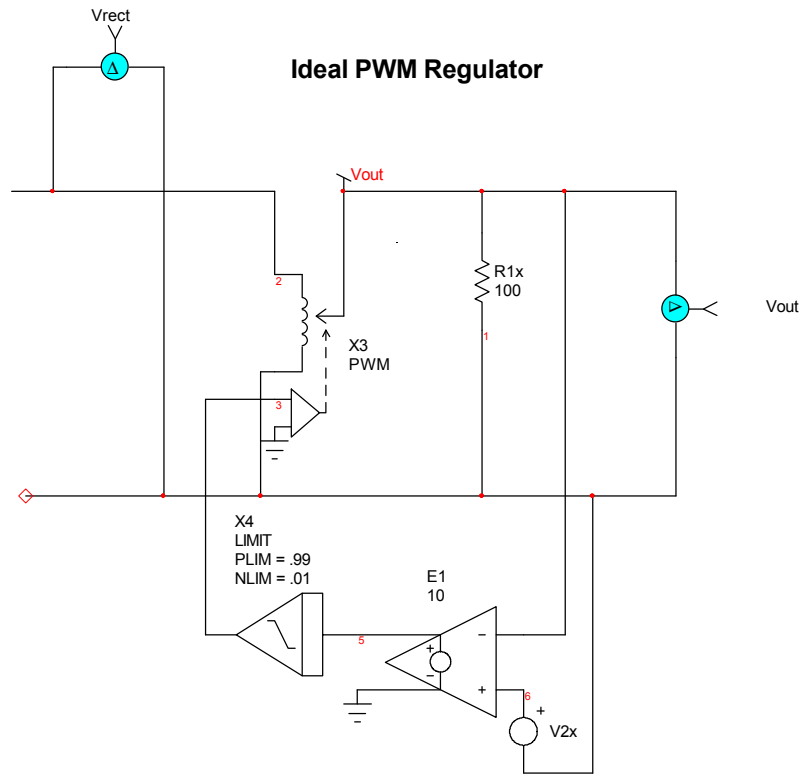 Vrect
Δ
Ideal PWM Regulator
Vout
2
R1x
100
V
Vout
1
X3
PWM
3
X4
LIMIT
PLIM = .99
NLIM = .01
E1
10
5
+
−
−
+
6
+
V2x